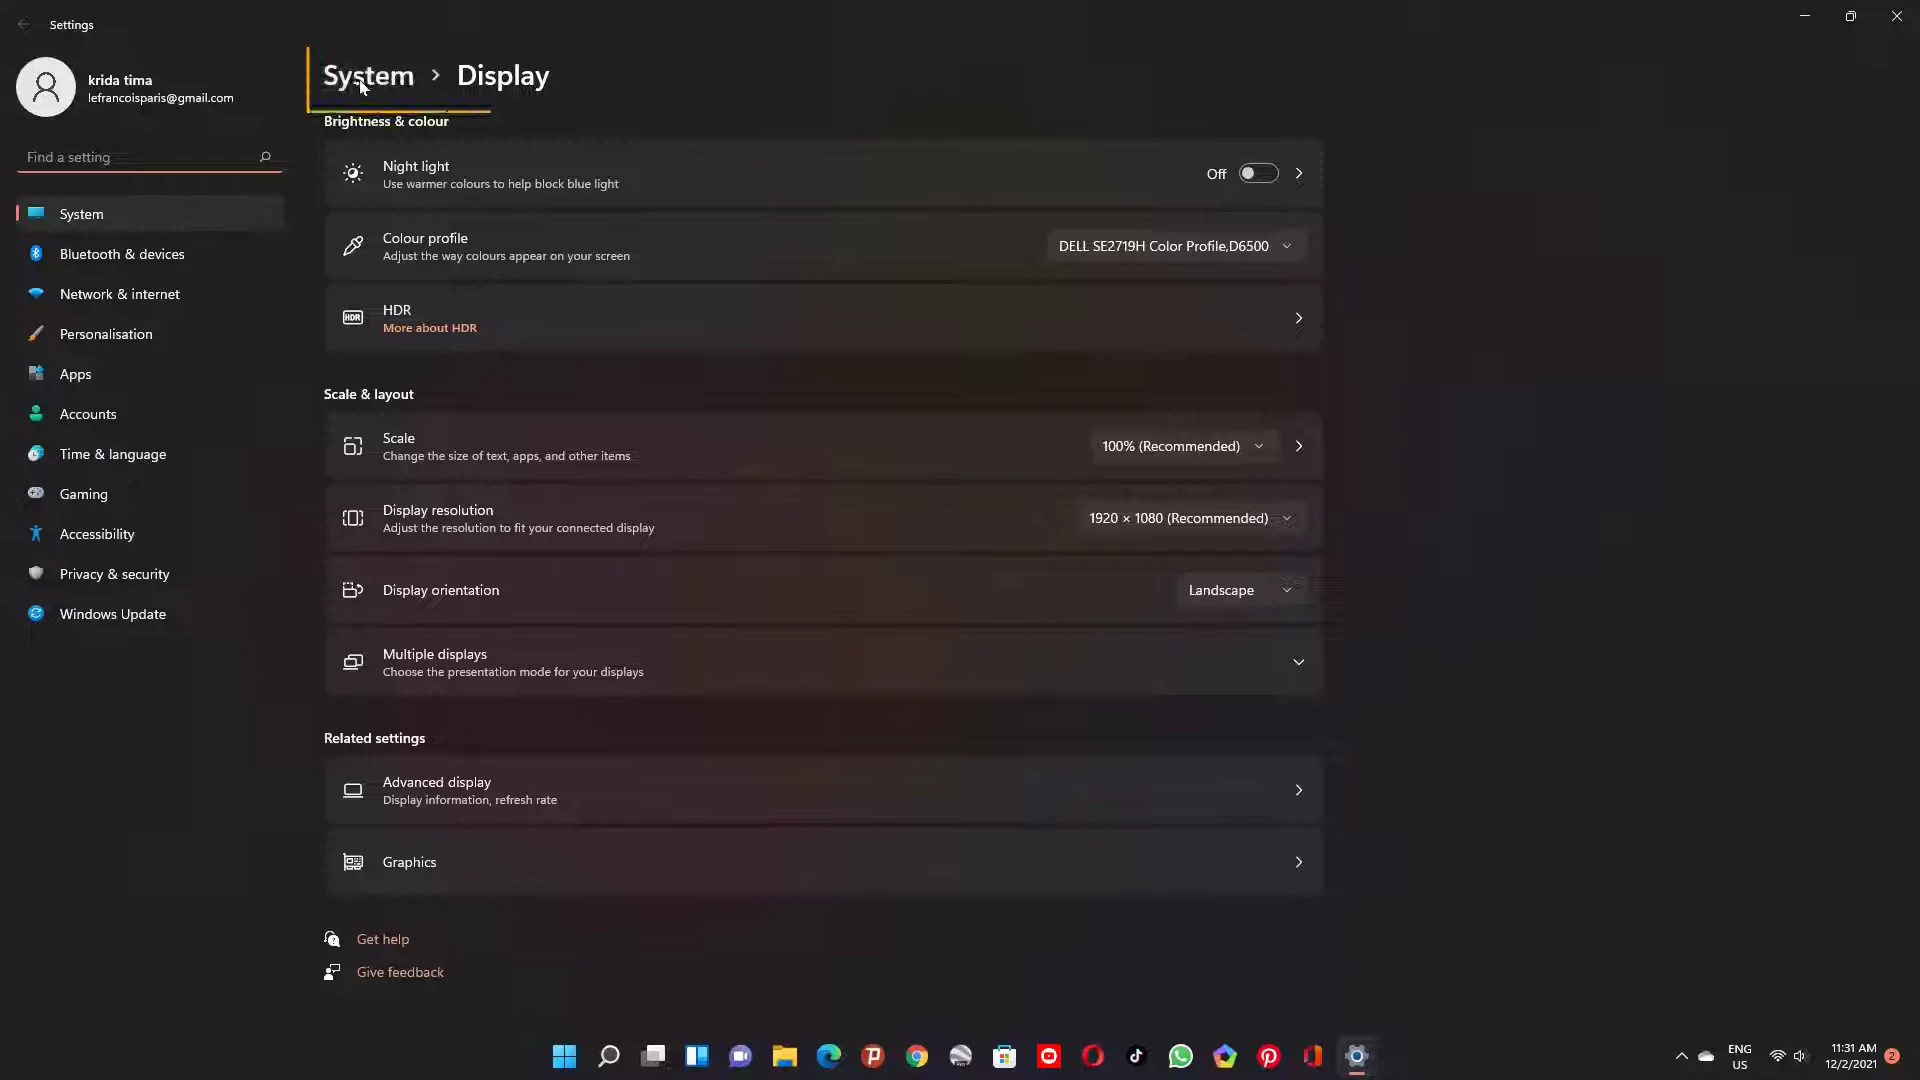 Settings
krida tima
lefrancoisparis@gmail.com
Find a setting
System
Bluetooth & devices
Network & internet
Personalisation
Apps
Accounts
Time & language
Gaming
Accessibility
Privacy & security
Windows Update
System > Display
Brightness & colour
Night light
Use warmer colours to help block blue light
Off
Colour profile
Adjust the way colours appear on your screen
DELL SE2719H Color Profile,D6500
HDR
HDR
More about HDR
Scale & layout
Scale
Change the size of text, apps, and other items
100% (Recommended)
Display resolution
Adjust the resolution to fit your connected display
1920 × 1080 (Recommended)
Display orientation
Landscape
Multiple displays
Choose the presentation mode for your displays
Related settings
Advanced display
Display information, refresh rate
Graphics
Get help
Give feedback
ENG
US
11:31 AM
12/2/2021
2